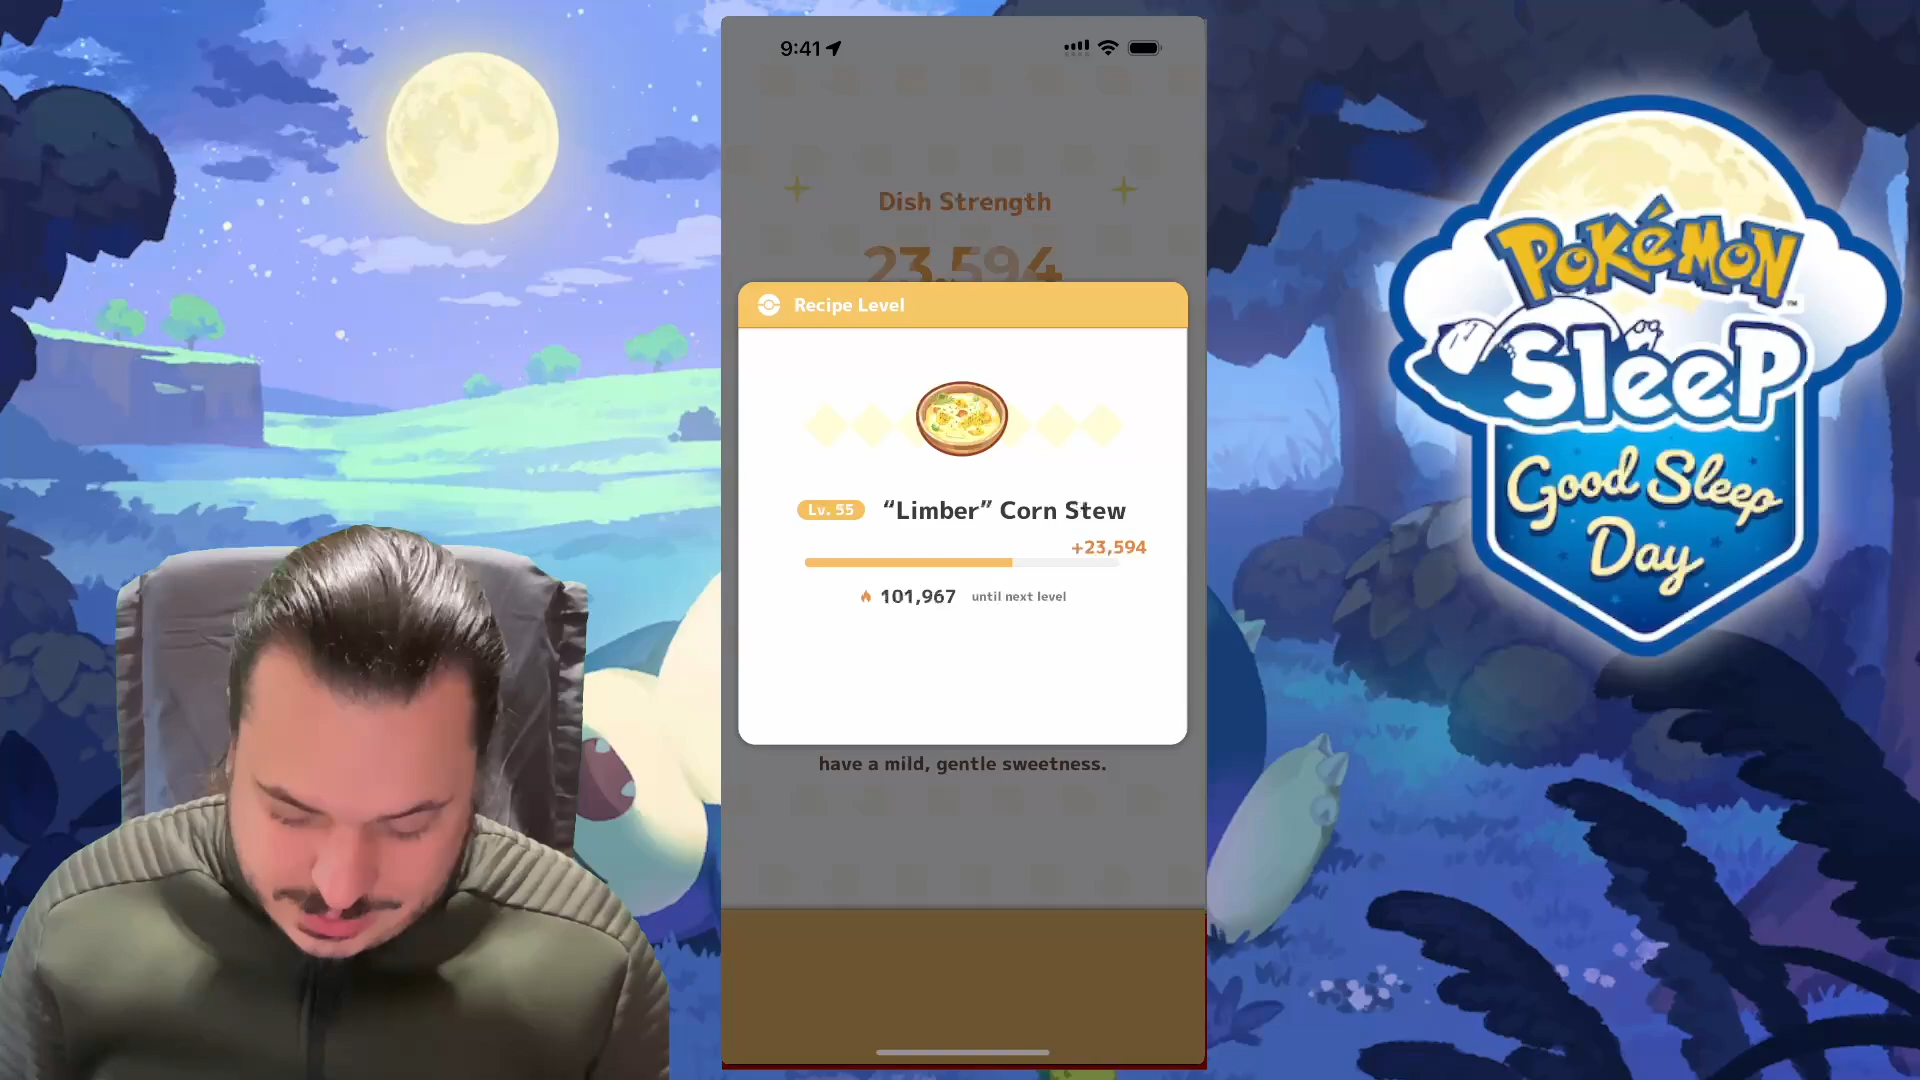 9:41
Dish Strength
23,594
Recipe Level
Lv. 55 “Limber” Corn Stew
+23,594
101,967 until next level
have a mild, gentle sweetness.
POKéMON
TM
Sleep
Good Sleep
Day